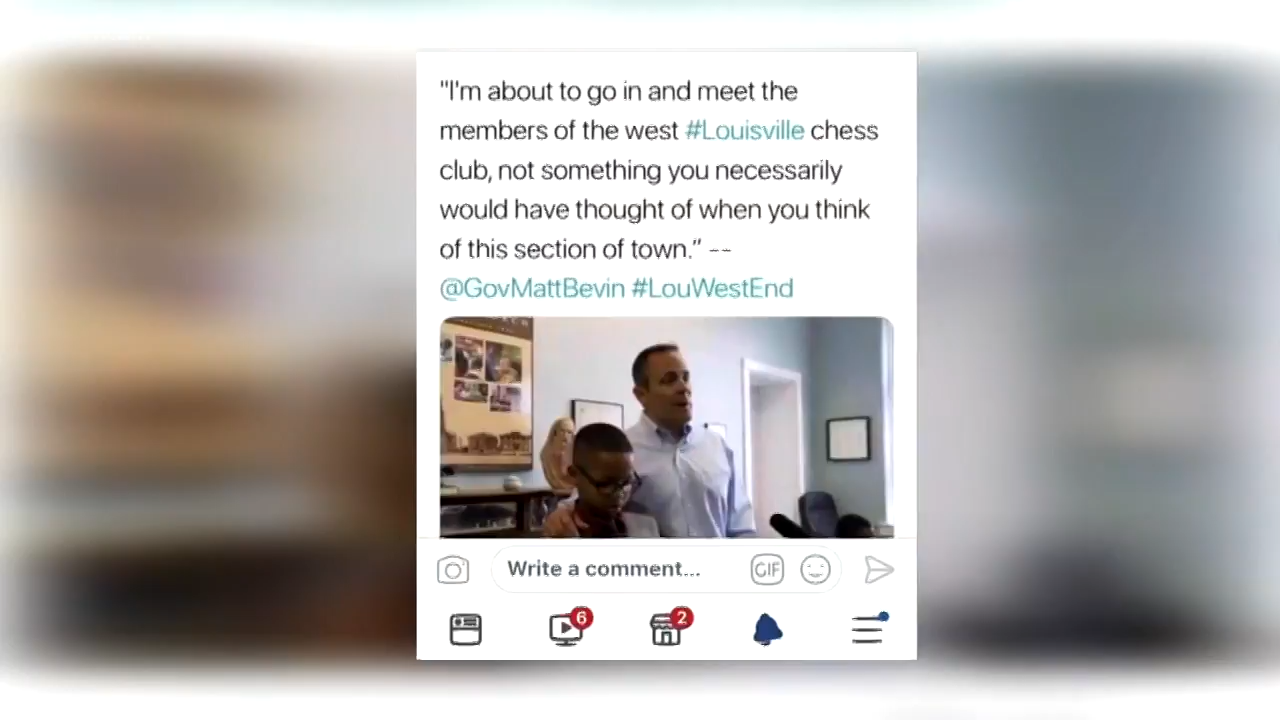 "I'm about to go in and meet the
members of the west #Louisville chess
club, not something you necessarily
would have thought of when you think
of this section of town." --
@GovMattBevin #LouWestEnd
Write a comment...
GIF
6
2